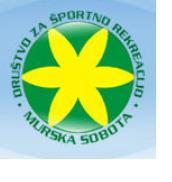 DRUŠTVO ZA ŠPORTNO REKREACIJO
MURSKA SOBOTA